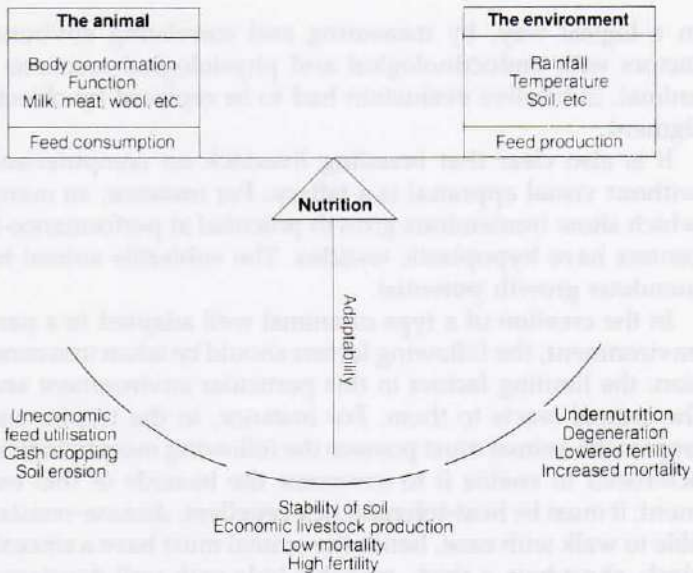 The animal
Body conformation
Function
Milk, meat, wool, etc.
Feed consumption
The environment
Rainfall
Temperature
Soil, etc.
Feed production
Nutrition
Adaptability
Uneconomic
feed utilisation
Cash cropping
Soil erosion
Stability of soil
Economic livestock production
Low mortality
High fertility
Undernutrition
Degeneration
Lowered fertility
Increased mortality